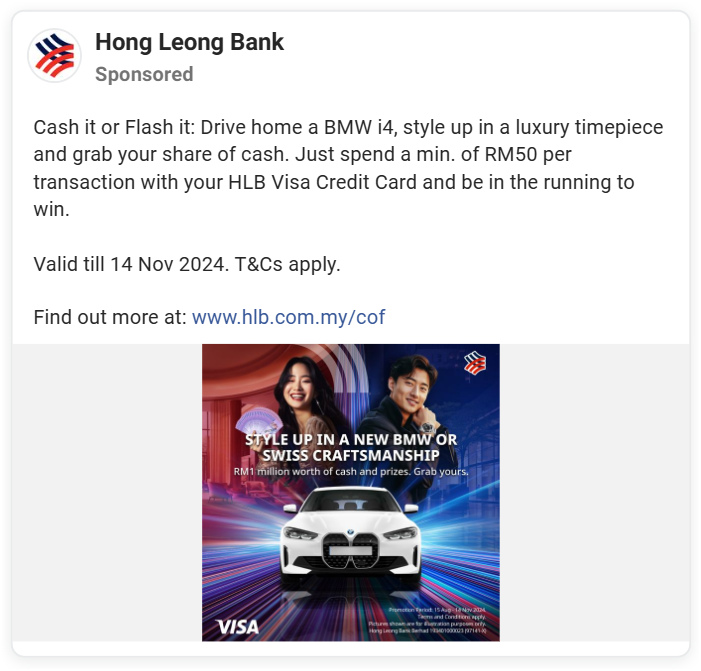 Hong Leong Bank
Sponsored
Cash it or Flash it: Drive home a BMW i4, style up in a luxury timepiece
and grab your share of cash. Just spend a min. of RM50 per
transaction with your HLB Visa Credit Card and be in the running to
win.
Valid till 14 Nov 2024. T&Cs apply.
Find out more at: www.hlb.com.my/cof
STYLE UP IN A NEW BMW OR
SWISS CRAFTSMANSHIP
RM1 million worth of cash and prizes. Grab yours.
Promotion Period: 15 Aug - 14 Nov 2024.
Terms and Conditions apply.
Pictures shown are for illustration purposes only.
Hong Leong Bank Berhad 193401000023 (97141-X)
VISA